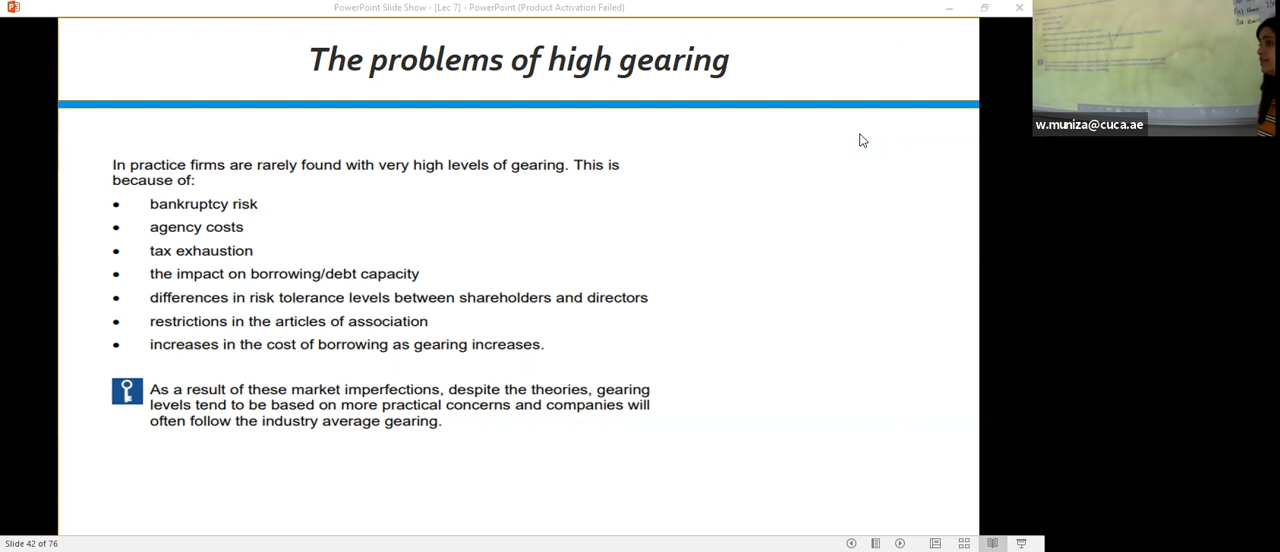 PowerPoint Slide Show - [Lec 7] - PowerPoint (Product Activation Failed)
The problems of high gearing
w.muniza@cuca.ae
In practice firms are rarely found with very high levels of gearing. This is
because of:
• bankruptcy risk
• agency costs
• tax exhaustion
• the impact on borrowing/debt capacity
• differences in risk tolerance levels between shareholders and directors
• restrictions in the articles of association
• increases in the cost of borrowing as gearing increases.
As a result of these market imperfections, despite the theories, gearing
levels tend to be based on more practical concerns and companies will
often follow the industry average gearing.
Slide 42 of 76